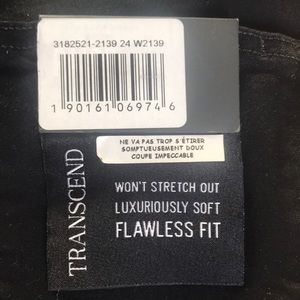 3182521-2139 24 W2139
1 90161 06974 6
NE VA PAS TROP S'ÉTIRER
SOMPTUEUSEMENT DOUX
COUPE IMPECCABLE
TRANSCEND
WON'T STRETCH OUT
LUXURIOUSLY SOFT
FLAWLESS FIT